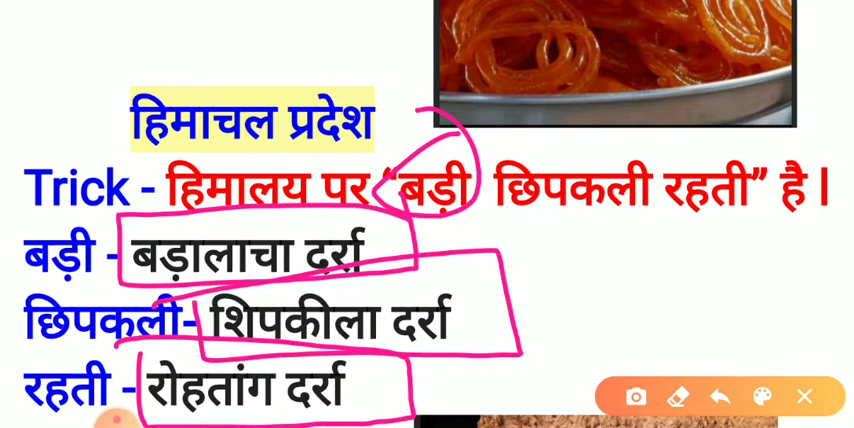 हिमाचल प्रदेश
Trick - हिमालय पर “बड़ी छिपकली रहती” है l
बड़ी - बड़ालाचा दर्रा
छिपकली- शिपकीला दर्रा
रहती - रोहतांग दर्रा